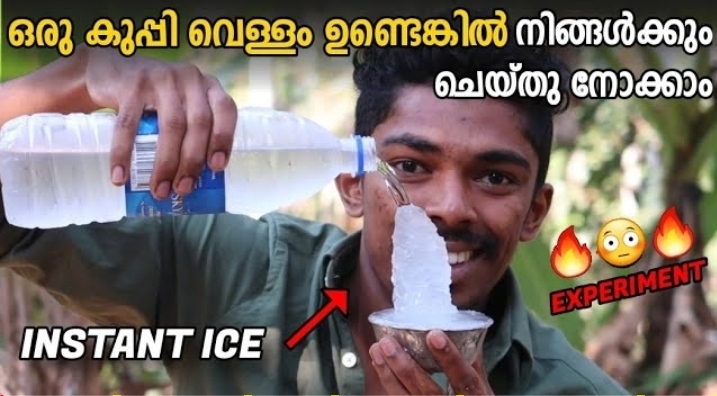 ഒരു കുപ്പി വെള്ളം ഉണ്ടെങ്കിൽ നിങ്ങൾക്കും
ചെയ്തു നോക്കാം
EXPERIMENT
INSTANT ICE